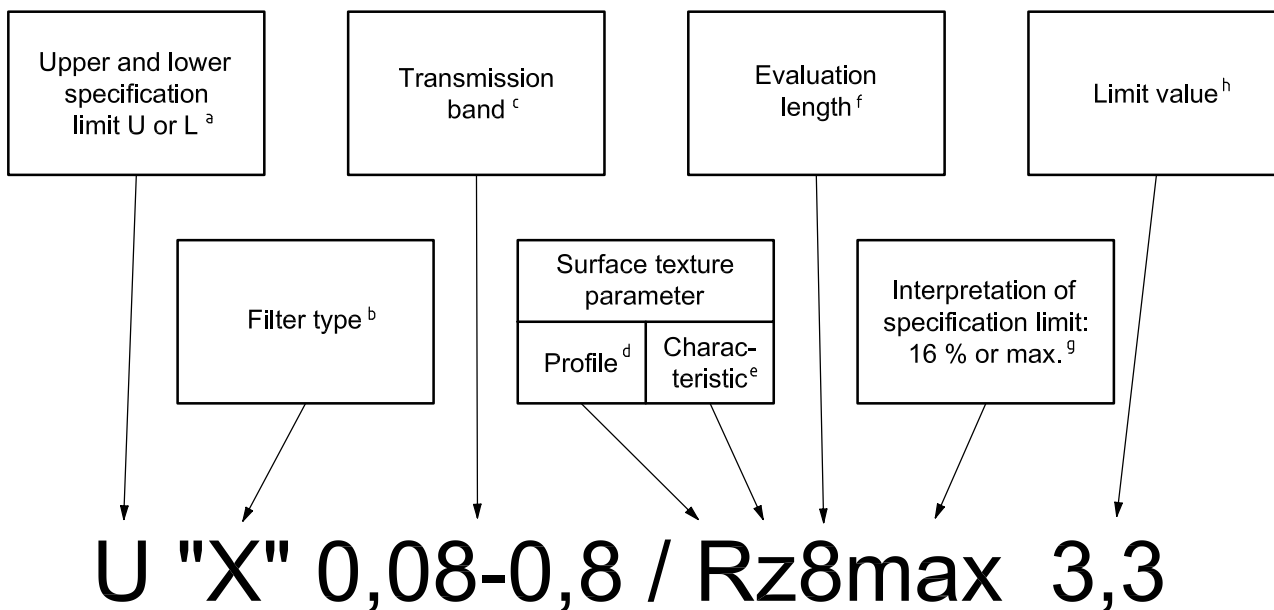 Upper and lower
specification
limit U or L a
Transmission
band c
Evaluation
length f
Limit value h
Filter type b
Surface texture
parameter
Profile d
Charac-
teristic e
Interpretation of
specification limit:
16 % or max. g
U "X" 0,08-0,8 / Rz8max 3,3